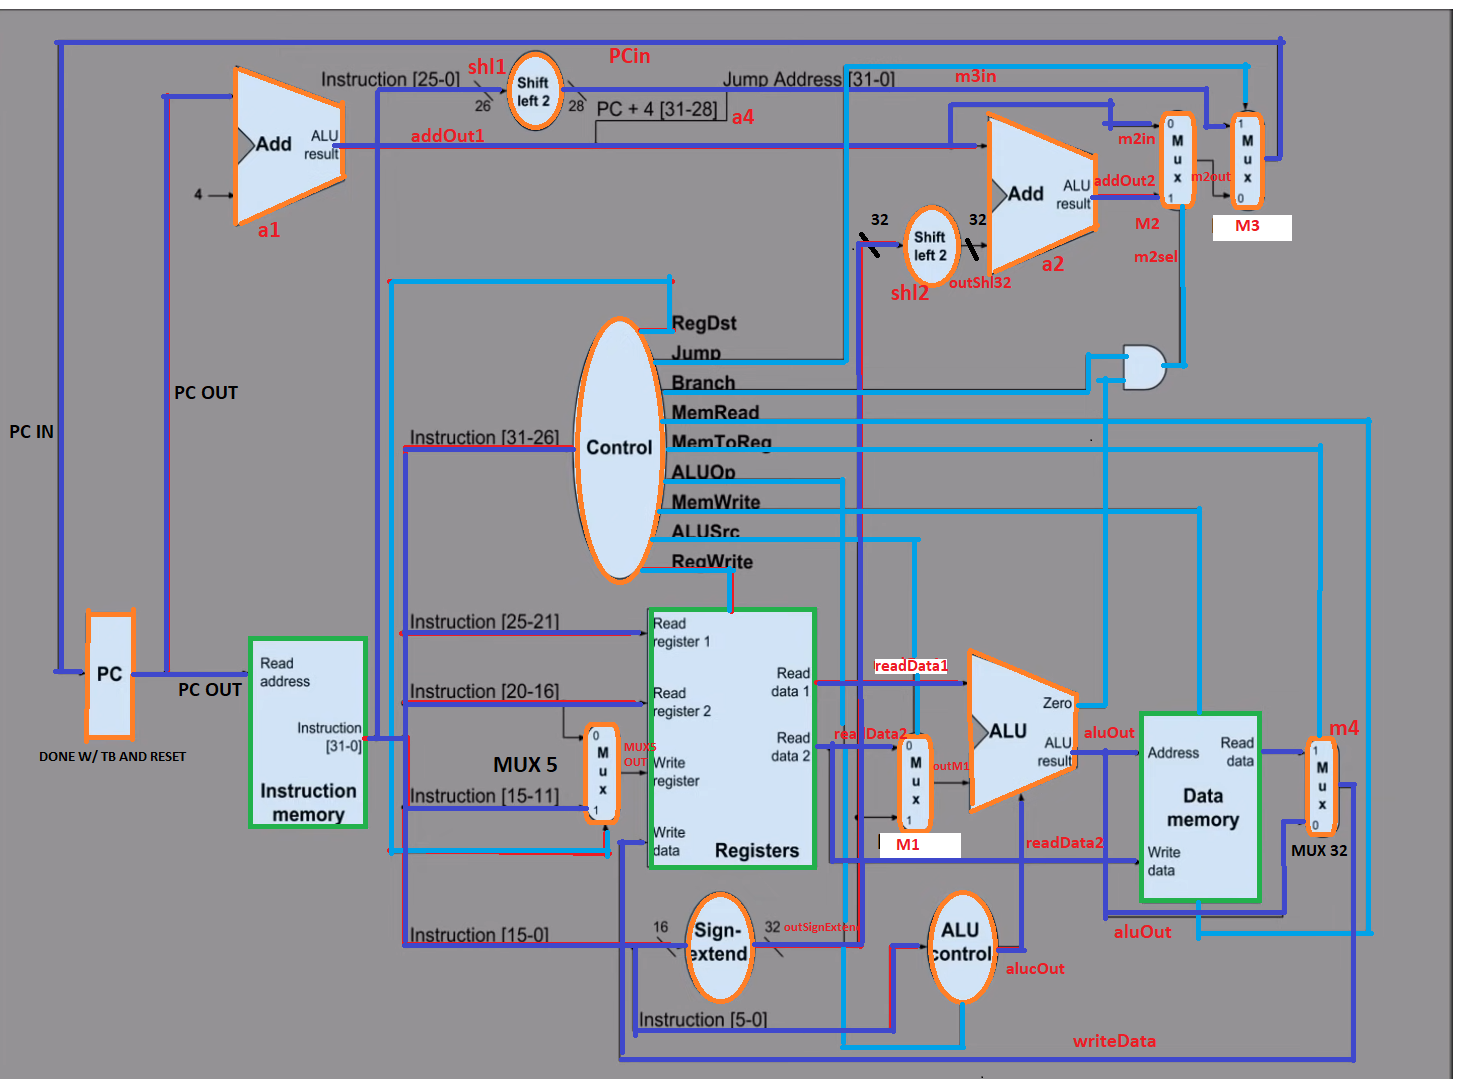 PCin
Instruction [25-0]
shl1
Shift
left 2
26
28
Jump Address [31-0]
m3in
PC + 4 [31-28]
a4
addOut1
Add
ALU
result
4
a1
0
M
u
x
1
m2in
addOut2
M2
m2sel
1
M
u
x
0
m2out
M3
Add
ALU
result
a2
32
32
Shift
left 2
shl2
outShl32
PC OUT
PC IN
RegDst
Jump
Branch
MemRead
MemToReg
ALUOp
MemWrite
ALUSrc
RegWrite
Control
Instruction [31-26]
Instruction [25-21]
Instruction [20-16]
Instruction [15-11]
Instruction [15-0]
Instruction [5-0]
PC
PC OUT
DONE W/ TB AND RESET
Read
address
Instruction
[31-0]
Instruction
memory
MUX 5
0
M
u
x
1
MUX5
OUT
Read
register 1
Read
register 2
Write
register
Write
data
Read
data 1
Read
data 2
Registers
readData1
readData2
0
M
u
x
1
outM1
M1
Zero
ALU
ALU
result
aluOut
readData2
Address
Read
data
Data
memory
Write
data
m4
1
M
u
x
0
MUX 32
aluOut
16
Sign-
extend
32
outSignExten
ALU
control
alucOut
writeData